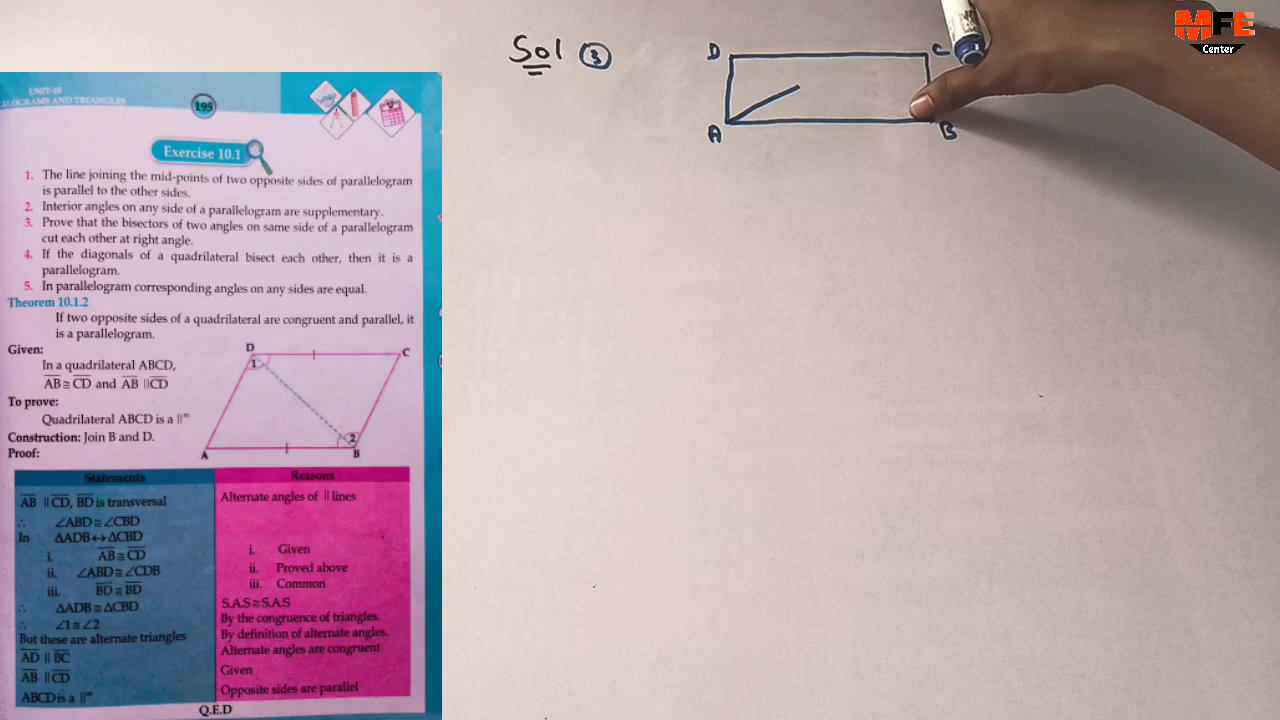 UNIT-10
ELOGRAMS AND TRIANGLES
195
Exercise 10.1
1. The line joining the mid-points of two opposite sides of parallelogram
is parallel to the other sides.
2. Interior angles on any side of a parallelogram are supplementary.
3. Prove that the bisectors of two angles on same side of a parallelogram
cut each other at right angle.
4. If the diagonals of a quadrilateral bisect each other, then it is a
parallelogram.
5. In parallelogram corresponding angles on any sides are equal.
Theorem 10.1.2
If two opposite sides of a quadrilateral are congruent and parallel, it
is a parallelogram.
Given:
In a quadrilateral ABCD,
AB ≅ CD and AB ||CD
To prove:
Quadrilateral ABCD is a ||ᵐ
Construction: Join B and D.
Proof:
D
C
1
2
A
B
Statements
AB || CD, BD is transversal
∴ ∠ABD ≅ ∠CBD
In ΔADB ↔ ΔCBD
i. AB ≅ CD
ii. ∠ABD ≅ ∠CDB
iii. BD ≅ BD
∴ ΔADB ≅ ΔCBD
∴ ∠1 ≅ ∠2
But these are alternate triangles
AD || BC
AB || CD
ABCD is a ||ᵐ
Reasons
Alternate angles of || lines
i. Given
ii. Proved above
iii. Common
S.A.S ≅ S.A.S
By the congruence of triangles.
By definition of alternate angles.
Alternate angles are congruent
Given
Opposite sides are parallel
Q.E.D
Sol ③
D
C
A
B
MFE
Center